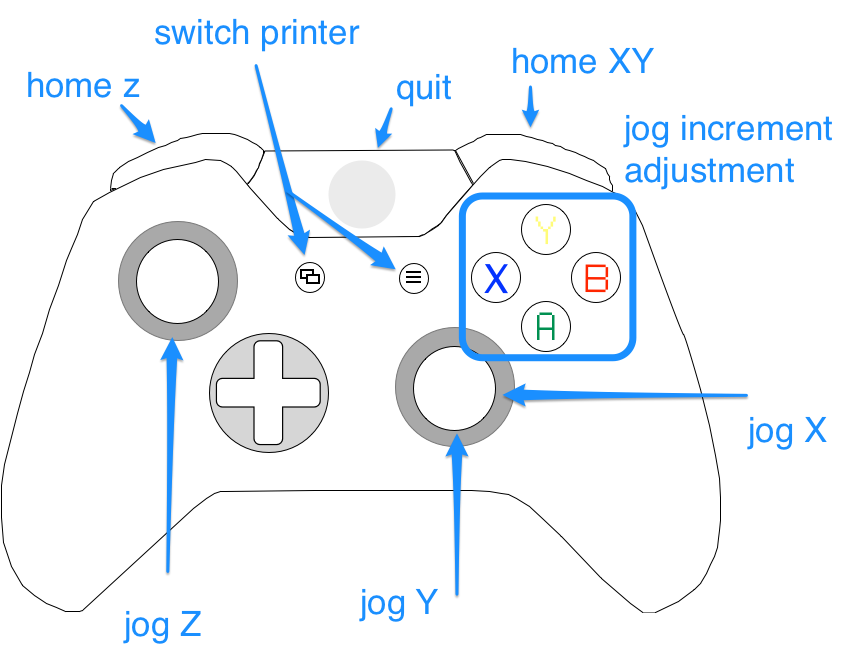 switch printer
home z
quit
home XY
jog increment
adjustment
Y
X
B
A
jog X
jog Y
jog Z